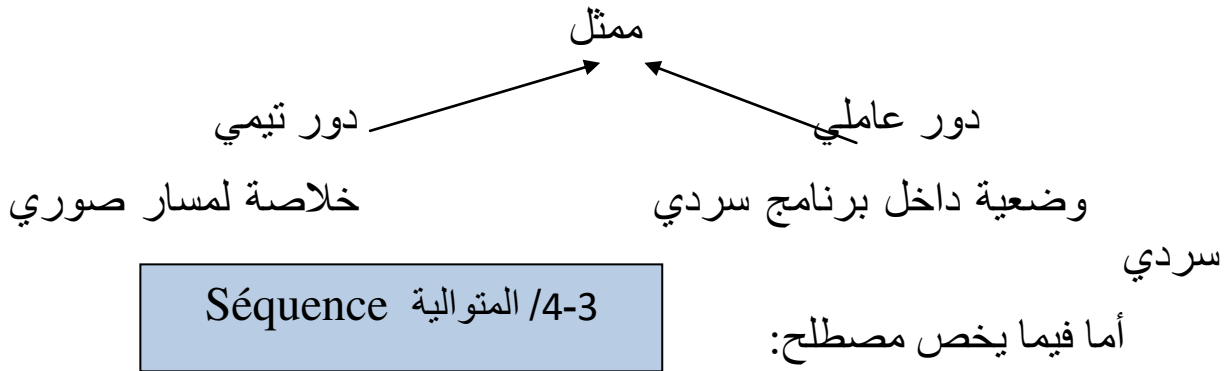 ممثل
دور عاملي دور تيمي
وضعية داخل برنامج سردي خلاصة لمسار صوري
سردي
أما فيما يخص مصطلح:
4-3/ المتوالية Séquence